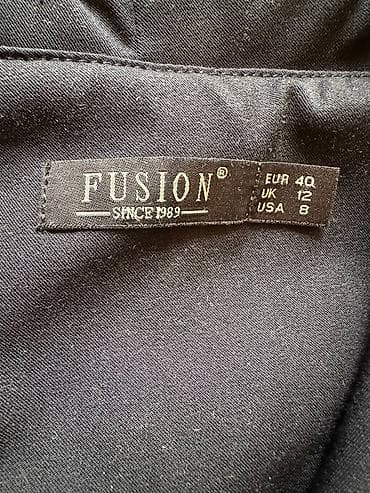 FUSION®
SINCE 1989
EUR 40
UK 12
USA 8